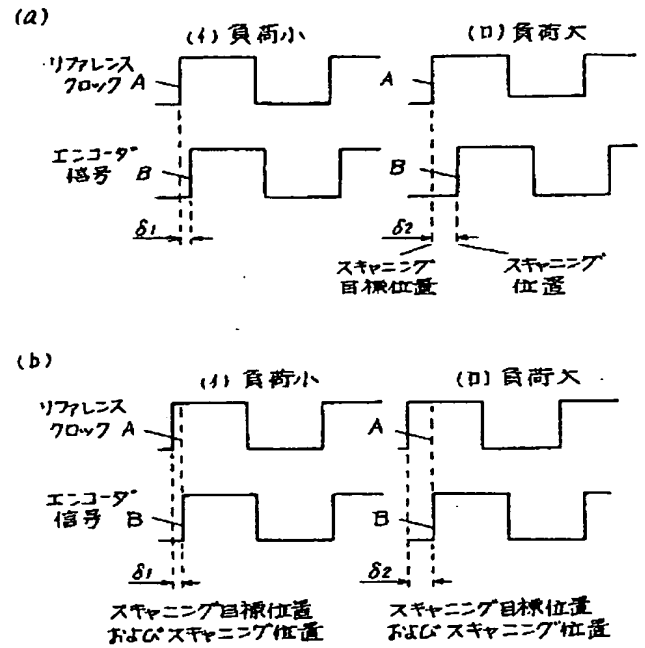 (a)
(イ) 負荷小
(ロ) 負荷大
リファレンス
クロック A
A
エンコーダ
信号 B
B
δ1
δ2
スキャニング
目標位置
スキャニング
位置
(b)
(イ) 負荷小
(ロ) 負荷大
リファレンス
クロック A
A
エンコーダ
信号 B
B
δ1
δ2
スキャニング目標位置
およびスキャニング位置
スキャニング目標位置
およびスキャニング位置